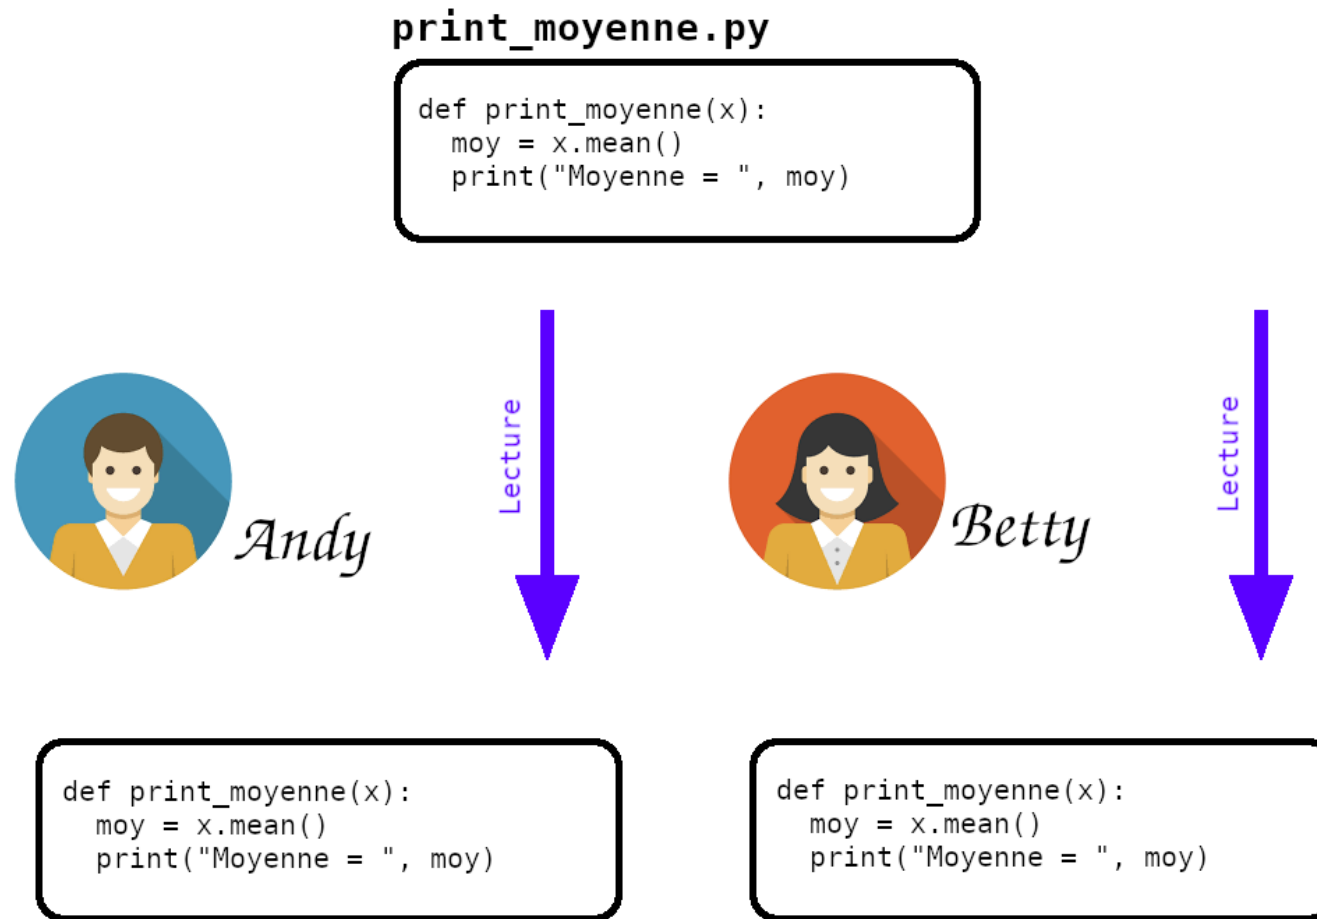 print_moyenne.py
def print_moyenne(x):
  moy = x.mean()
  print("Moyenne = ", moy)
Lecture
Andy
Lecture
Betty
def print_moyenne(x):
  moy = x.mean()
  print("Moyenne = ", moy)
def print_moyenne(x):
  moy = x.mean()
  print("Moyenne = ", moy)